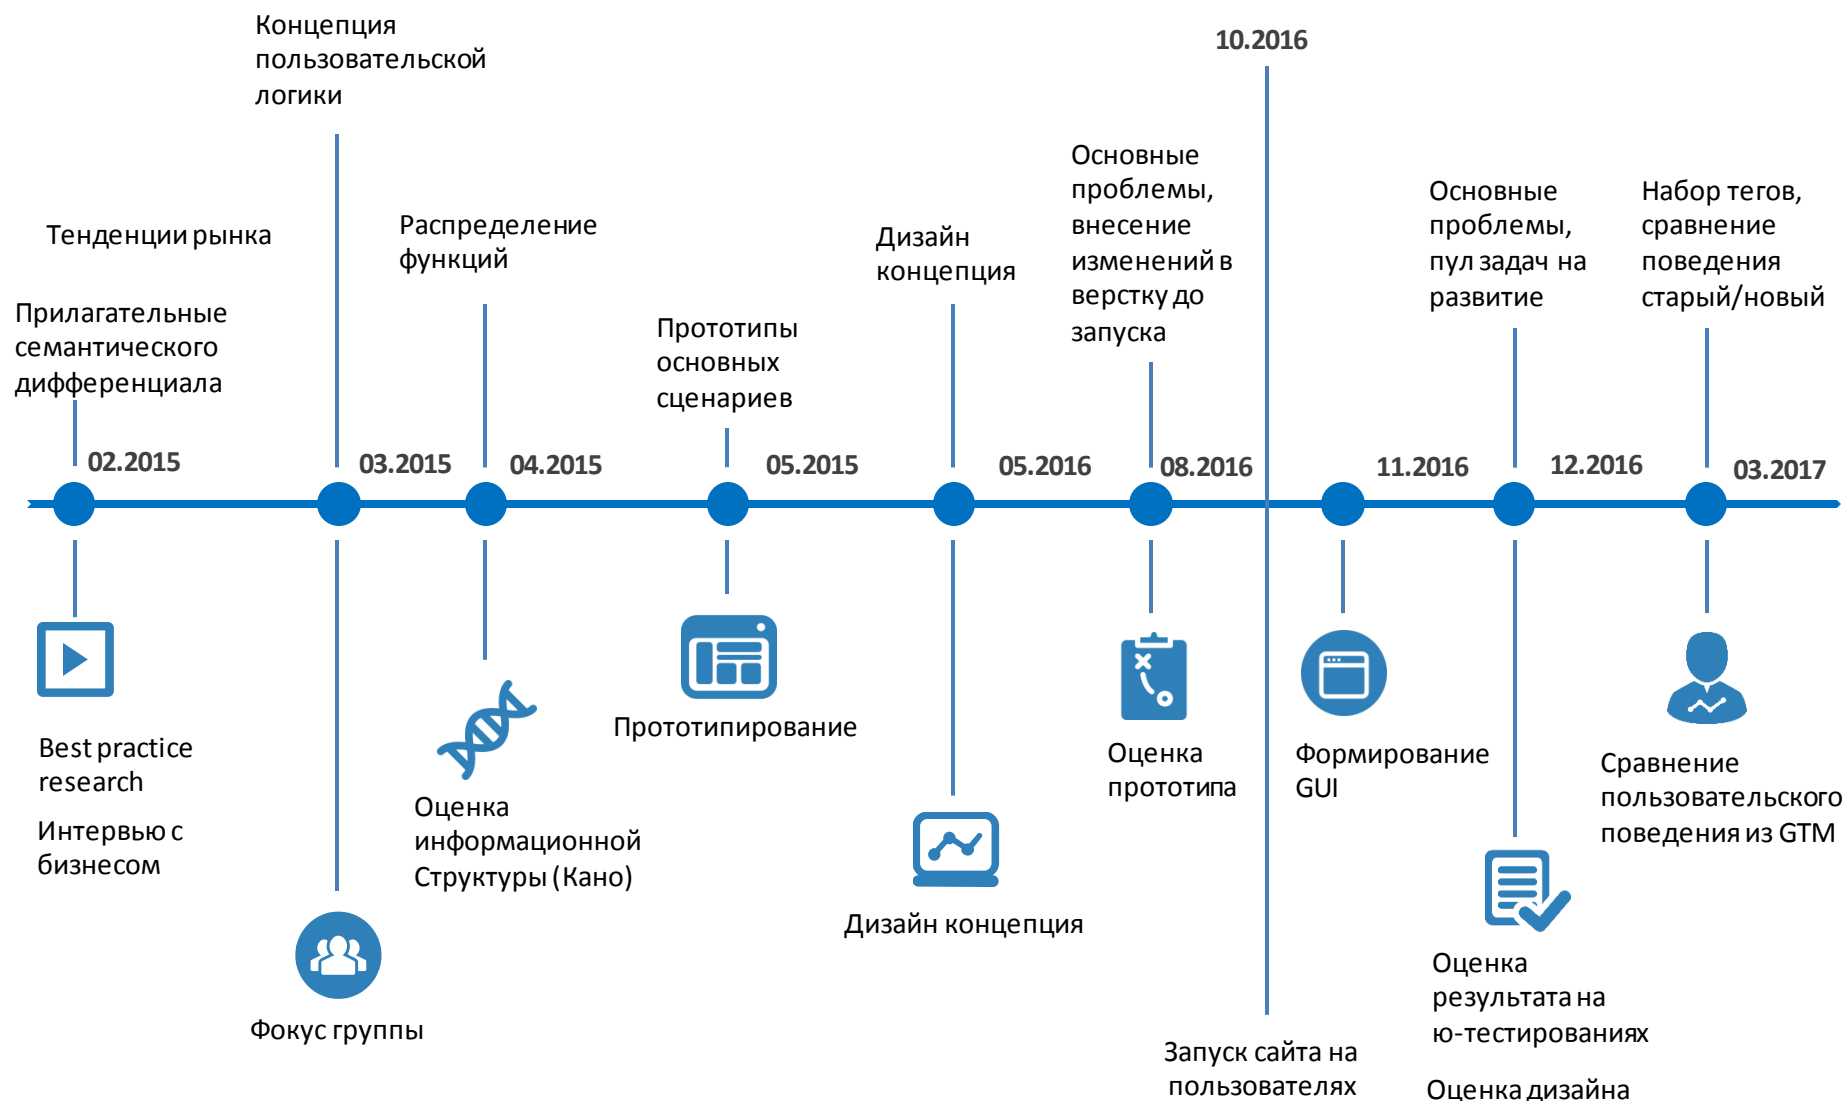 Концепция
пользовательской
логики
10.2016
Тенденции рынка
Прилагательные
семантического
дифференциала
Распределение
функций
Прототипы
основных
сценариев
Дизайн
концепция
Основные
проблемы,
внесение
изменений в
верстку до
запуска
Основные
проблемы,
пул задач на
развитие
Набор тегов,
сравнение
поведения
старый/новый
02.2015
03.2015
04.2015
05.2015
05.2016
08.2016
11.2016
12.2016
03.2017
Best practice
research
Интервью с
бизнесом
Фокус группы
Оценка
информационной
Структуры (Кано)
Прототипирование
Дизайн концепция
Оценка
прототипа
Запуск сайта на
пользователях
Формирование
GUI
Оценка
результата на
ю-тестированиях
Оценка дизайна
Сравнение
пользовательского
поведения из GTM